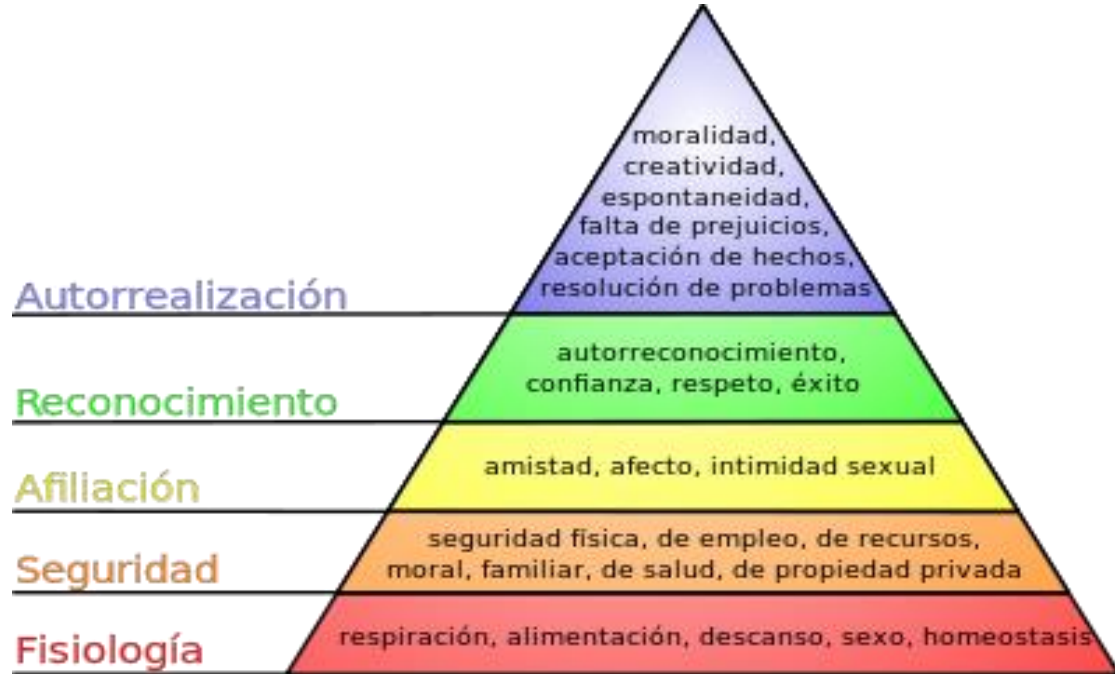 moralidad,
creatividad,
espontaneidad,
falta de prejuicios,
aceptación de hechos,
resolución de problemas
Autorrealización
autorreconocimiento,
confianza, respeto, éxito
Reconocimiento
amistad, afecto, intimidad sexual
Afiliación
seguridad física, de empleo, de recursos,
moral, familiar, de salud, de propiedad privada
Seguridad
respiración, alimentación, descanso, sexo, homeostasis
Fisiología